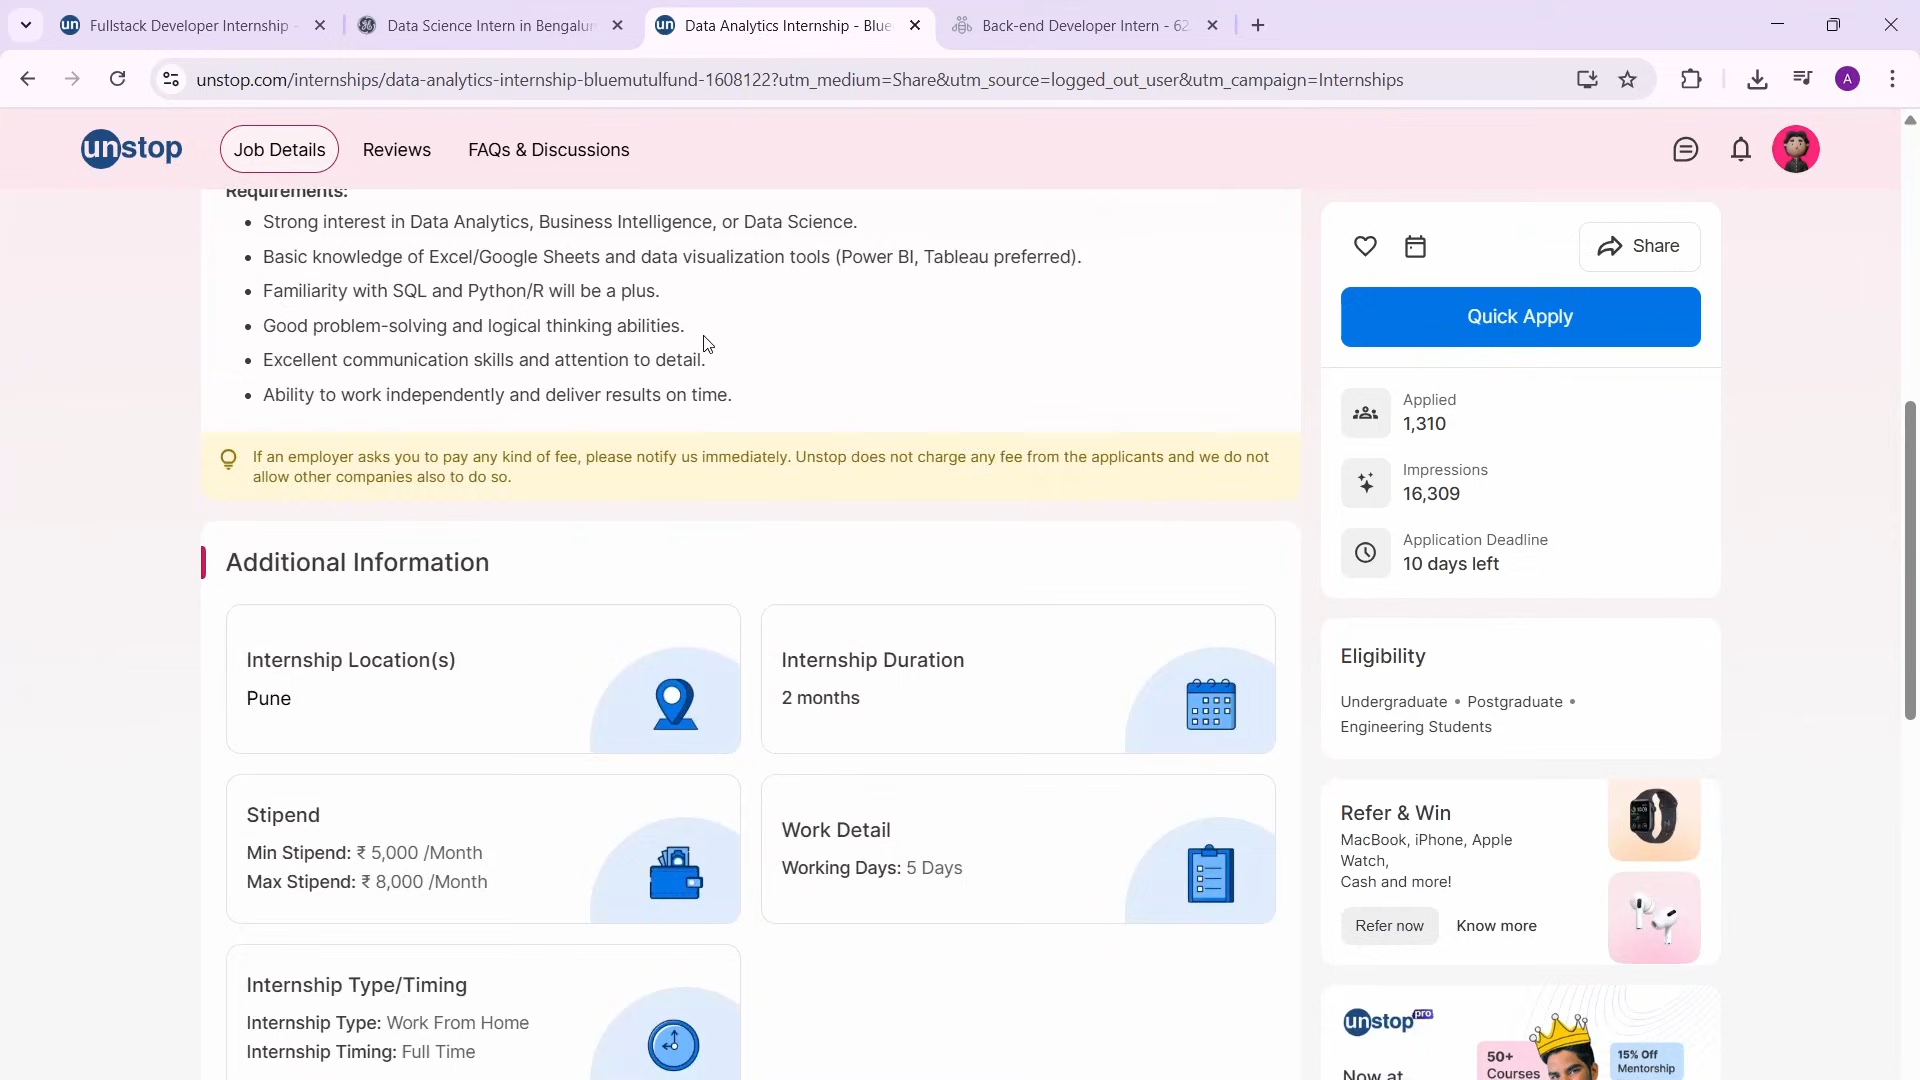 Fullstack Developer Internship -
Data Science Intern in Bengalur
Data Analytics Internship - Blue
Back-end Developer Intern - 62
unstop.com/internships/data-analytics-internship-bluemutulfund-1608122?utm_medium=Share&utm_source=logged_out_user&utm_campaign=Internships
A
unstop
Job Details
Reviews
FAQs & Discussions
Requirements:
• Strong interest in Data Analytics, Business Intelligence, or Data Science.
• Basic knowledge of Excel/Google Sheets and data visualization tools (Power BI, Tableau preferred).
• Familiarity with SQL and Python/R will be a plus.
• Good problem-solving and logical thinking abilities.
• Excellent communication skills and attention to detail.
• Ability to work independently and deliver results on time.
If an employer asks you to pay any kind of fee, please notify us immediately. Unstop does not charge any fee from the applicants and we do not
allow other companies also to do so.
Additional Information
Internship Location(s)
Pune
Internship Duration
2 months
Stipend
Min Stipend: ₹ 5,000 /Month
Max Stipend: ₹ 8,000 /Month
Work Detail
Working Days: 5 Days
Internship Type/Timing
Internship Type: Work From Home
Internship Timing: Full Time
Share
Quick Apply
Applied
1,310
Impressions
16,309
Application Deadline
10 days left
Eligibility
Undergraduate • Postgraduate •
Engineering Students
Refer & Win
MacBook, iPhone, Apple
Watch,
Cash and more!
Refer now
Know more
unstop pro
50+
Courses
15% Off
Mentorship
Now at